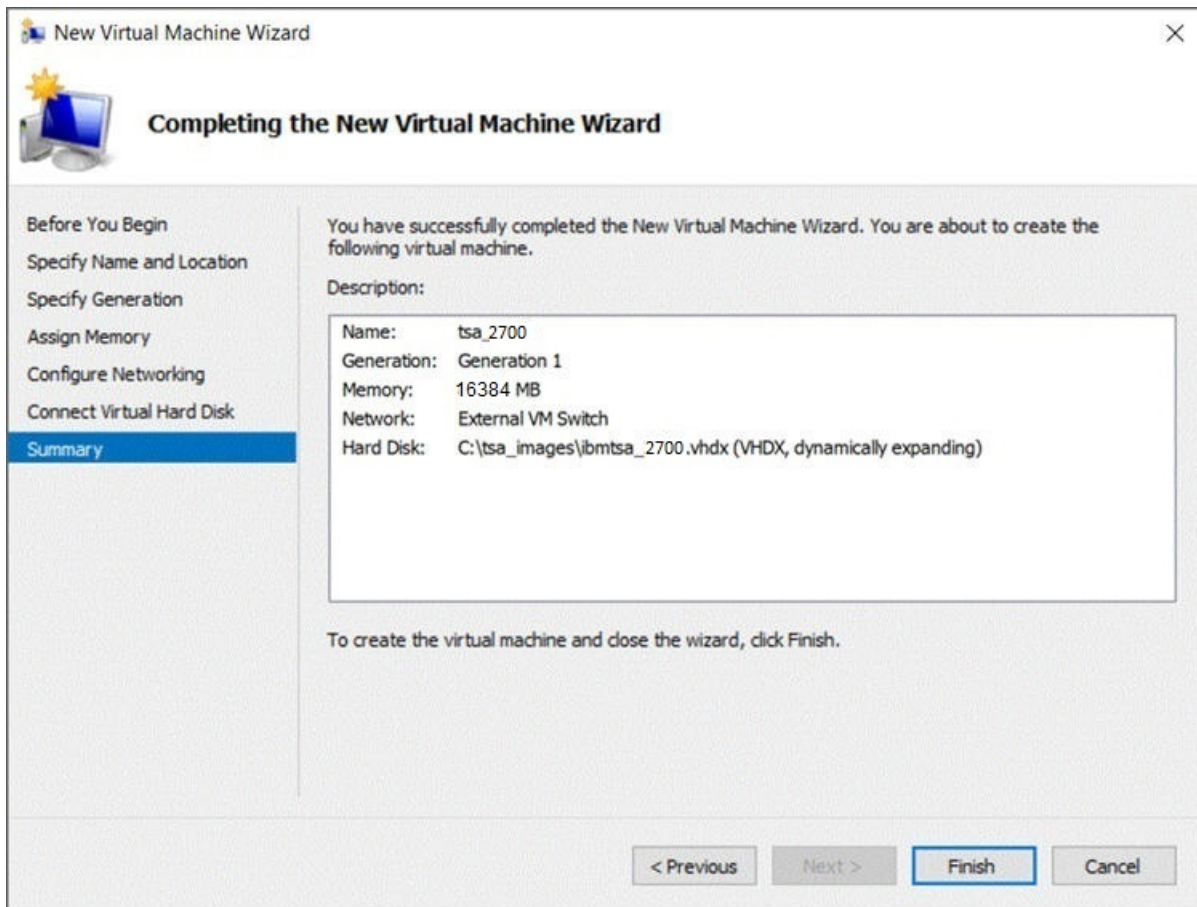 New Virtual Machine Wizard
Completing the New Virtual Machine Wizard
Before You Begin
Specify Name and Location
Specify Generation
Assign Memory
Configure Networking
Connect Virtual Hard Disk
Summary
You have successfully completed the New Virtual Machine Wizard. You are about to create the
following virtual machine.
Description:
Name: tsa_2700
Generation: Generation 1
Memory: 16384 MB
Network: External VM Switch
Hard Disk: C:\tsa_images\ibmtsa_2700.vhdx (VHDX, dynamically expanding)
To create the virtual machine and close the wizard, click Finish.
< Previous Next > Finish Cancel